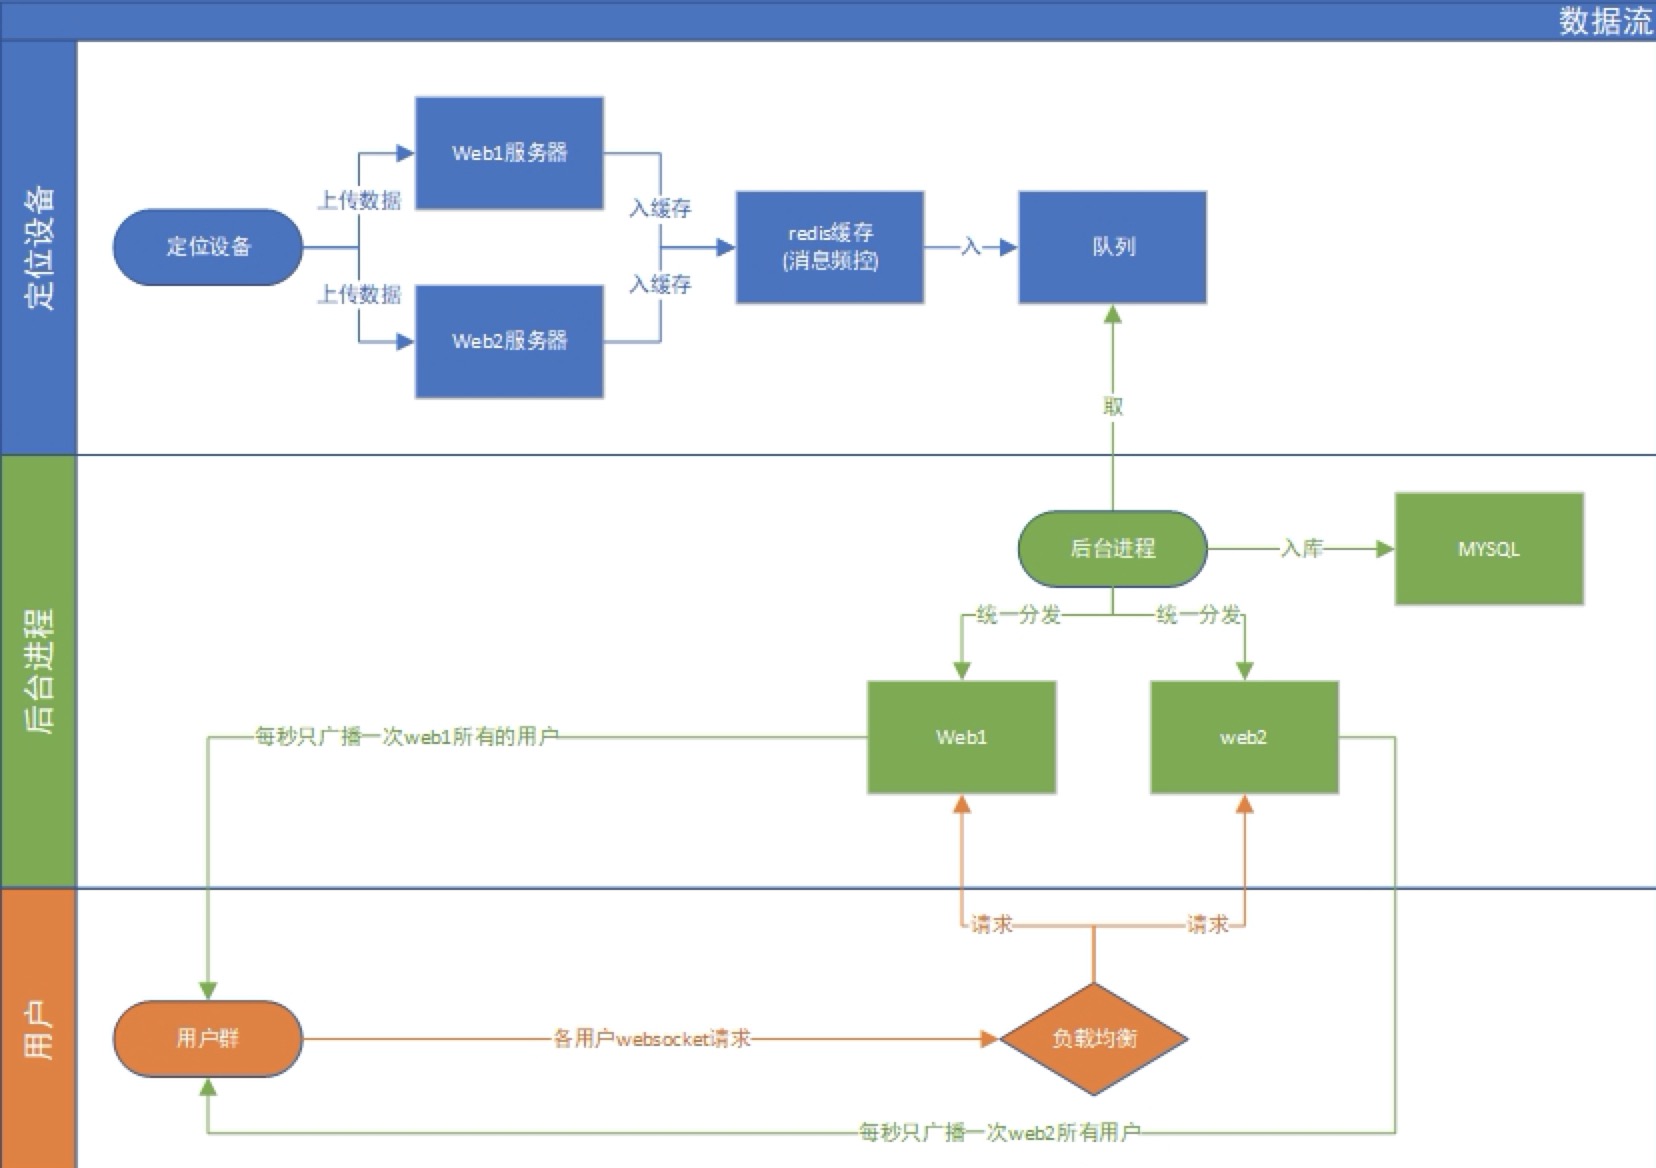 数据流
定位设备
Web1服务器
上传数据
入缓存
定位设备
redis缓存
(消息频控)
入
队列
上传数据
入缓存
Web2服务器
取
后台进程
后台进程
入库
MYSQL
统一分发
统一分发
每秒只广播一次web1所有的用户
Web1
web2
用户
请求
请求
用户群
各用户websocket请求
负载均衡
每秒只广播一次web2所有用户